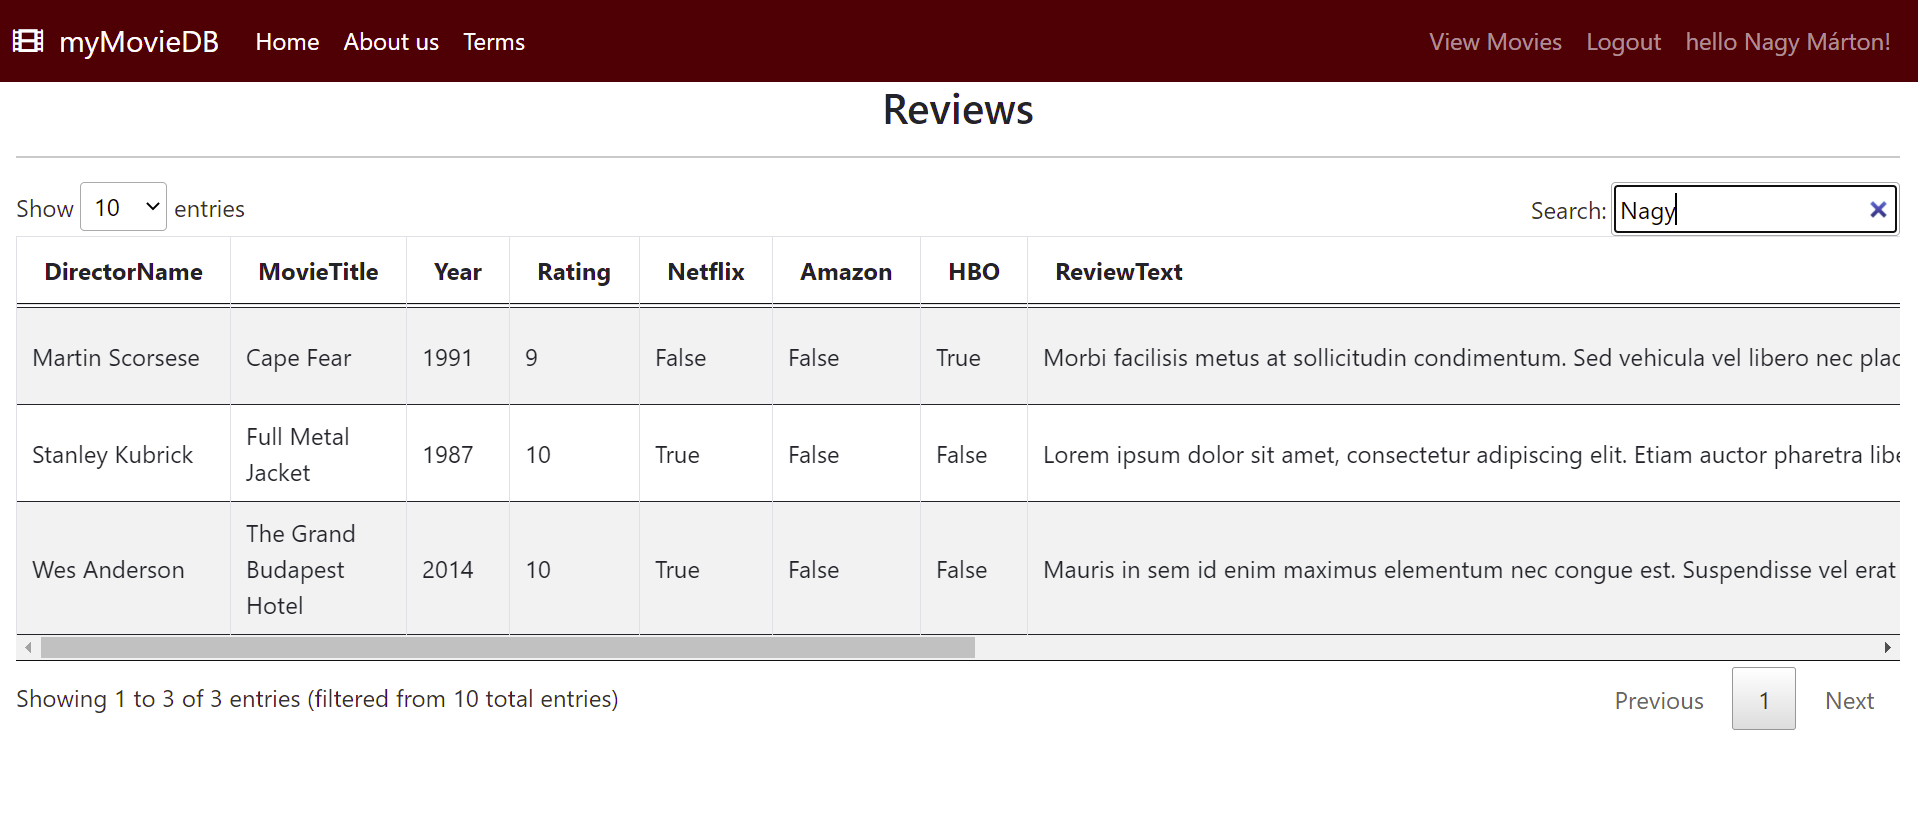 myMovieDB Home About us Terms View Movies Logout hello Nagy Márton!
Reviews
Show 10 entries Search: Nagy
DirectorName MovieTitle Year Rating Netflix Amazon HBO ReviewText
Martin Scorsese Cape Fear 1991 9 False False True Morbi facilisis metus at sollicitudin condimentum. Sed vehicula vel libero nec plac
Stanley Kubrick Full Metal 1987 10 True False False Lorem ipsum dolor sit amet, consectetur adipiscing elit. Etiam auctor pharetra libe
Jacket
Wes Anderson The Grand 2014 10 True False False Mauris in sem id enim maximus elementum nec congue est. Suspendisse vel erat
Budapest
Hotel
Showing 1 to 3 of 3 entries (filtered from 10 total entries) Previous 1 Next